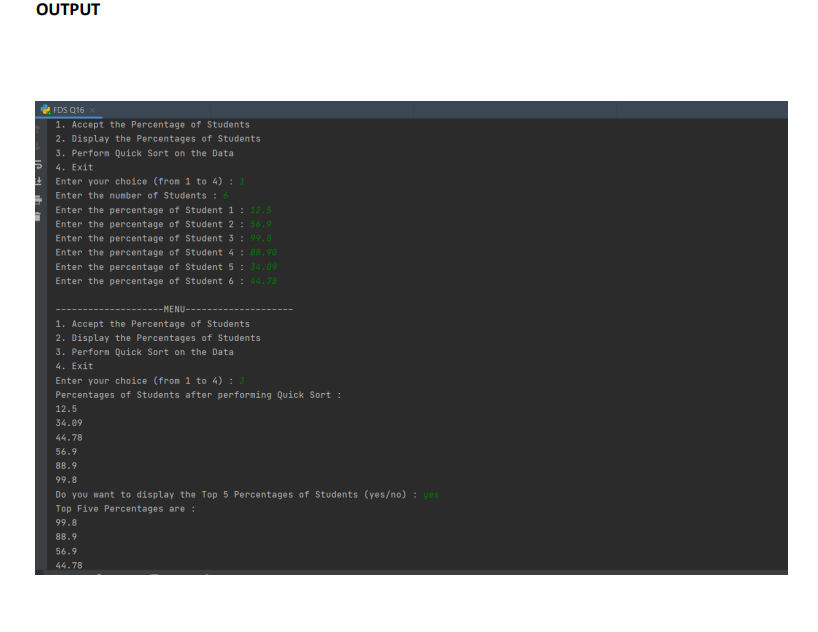 OUTPUT
FDS Q16
1. Accept the Percentage of Students
2. Display the Percentages of Students
3. Perform Quick Sort on the Data
4. Exit
Enter your choice (from 1 to 4) : 1
Enter the number of Students : 6
Enter the percentage of Student 1 : 12.5
Enter the percentage of Student 2 : 56.9
Enter the percentage of Student 3 : 99.8
Enter the percentage of Student 4 : 88.90
Enter the percentage of Student 5 : 34.09
Enter the percentage of Student 6 : 44.78
--------------------MENU--------------------
1. Accept the Percentage of Students
2. Display the Percentages of Students
3. Perform Quick Sort on the Data
4. Exit
Enter your choice (from 1 to 4) : 3
Percentages of Students after performing Quick Sort :
12.5
34.09
44.78
56.9
88.9
99.8
Do you want to display the Top 5 Percentages of Students (yes/no) : yes
Top Five Percentages are :
99.8
88.9
56.9
44.78